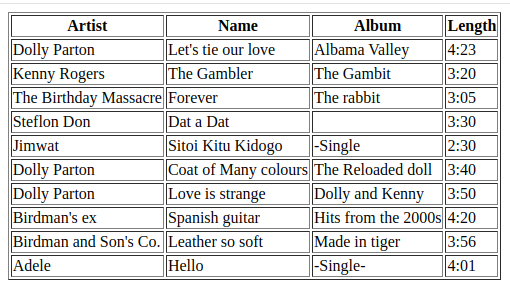 Artist Name Album Length
Dolly Parton Let's tie our love Albama Valley 4:23
Kenny Rogers The Gambler The Gambit 3:20
The Birthday Massacre Forever The rabbit 3:05
Steflon Don Dat a Dat 3:30
Jimwat Sitoi Kitu Kidogo -Single 2:30
Dolly Parton Coat of Many colours The Reloaded doll 3:40
Dolly Parton Love is strange Dolly and Kenny 3:50
Birdman's ex Spanish guitar Hits from the 2000s 4:20
Birdman and Son's Co. Leather so soft Made in tiger 3:56
Adele Hello -Single- 4:01